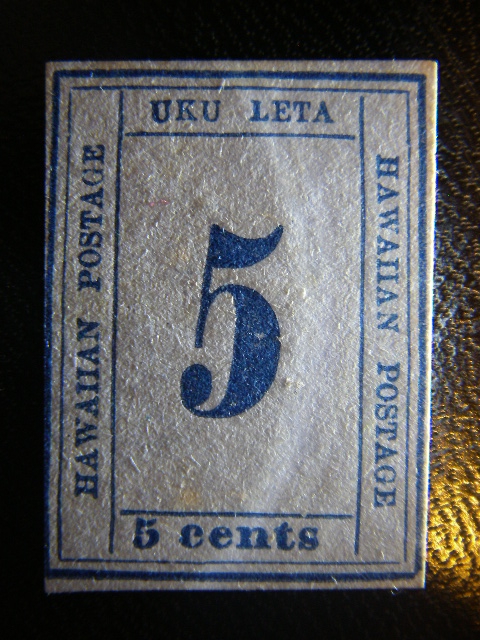 UKU LETA
HAWAIIAN POSTAGE
5
HAWAIIAN POSTAGE
5 cents